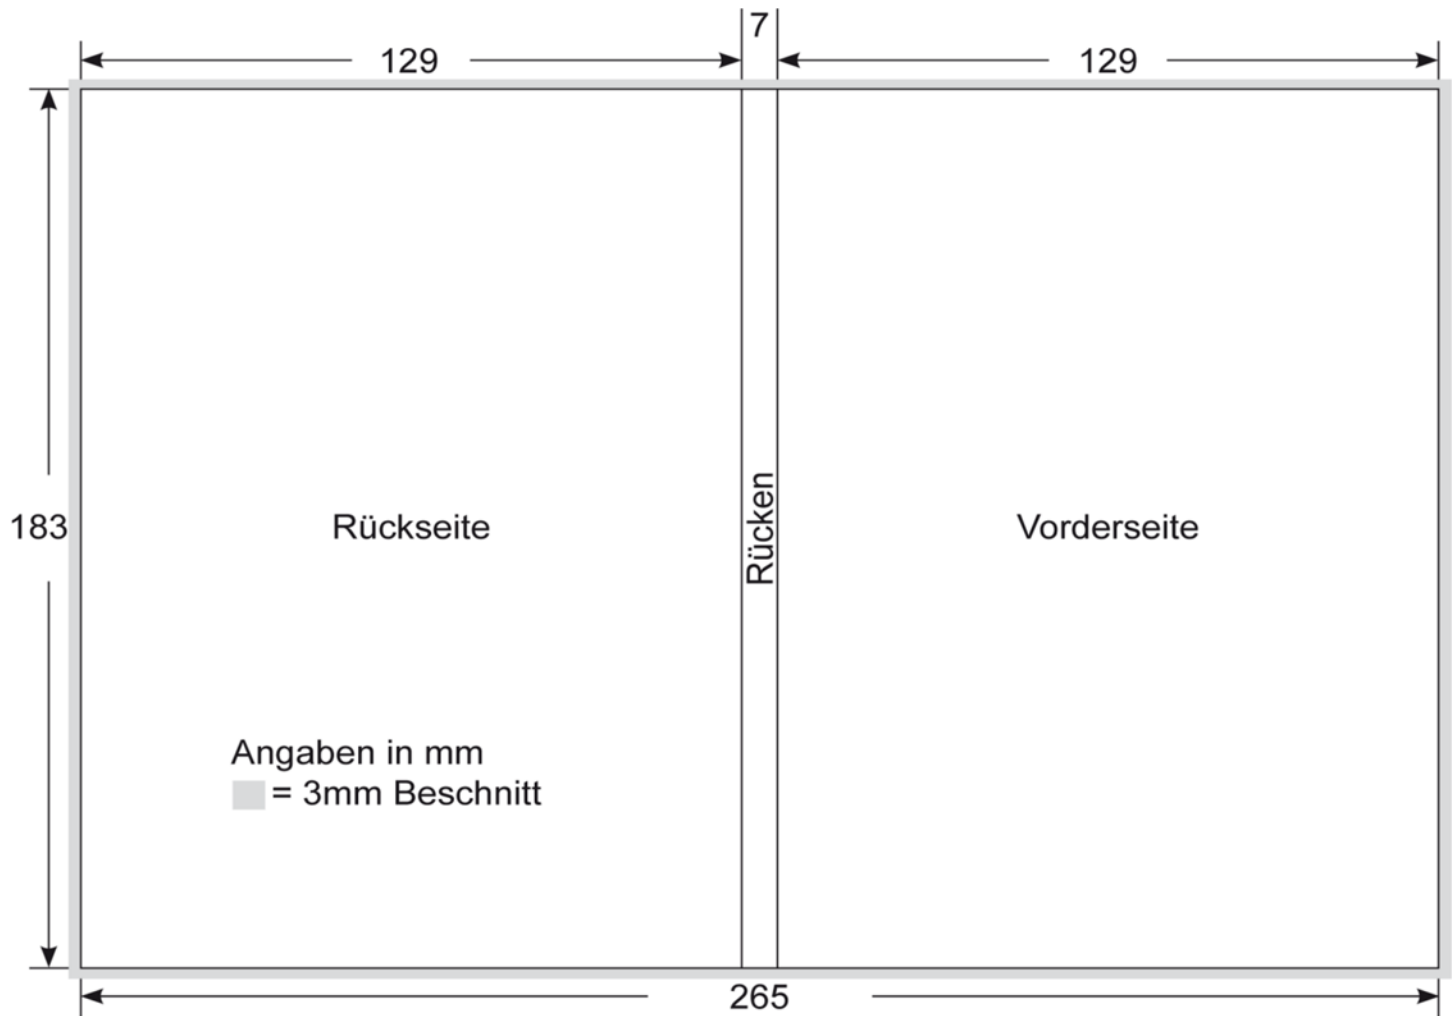 7
129
129
183
Rückseite
Rücken
Vorderseite
Angaben in mm
= 3mm Beschnitt
265